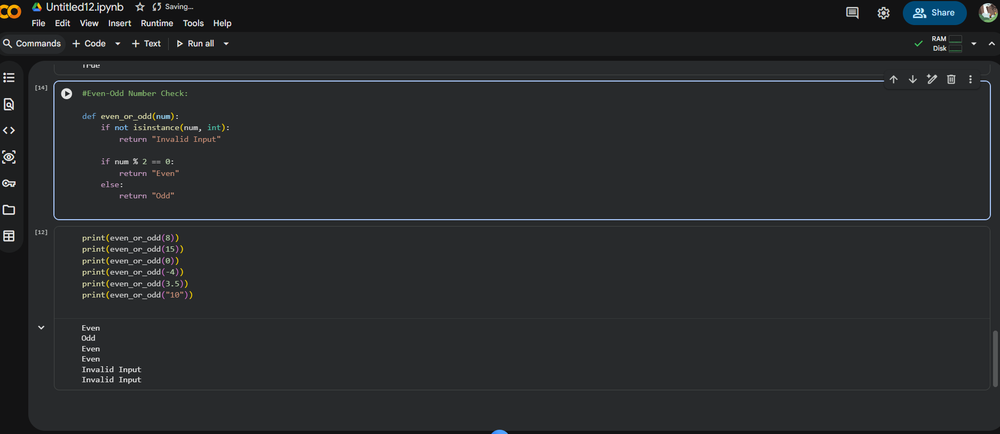 CO
Untitled12.ipynb Saving...
File Edit View Insert Runtime Tools Help
Share
Commands + Code + Text Run all
RAM
Disk
True
[14]
#Even-Odd Number Check:
def even_or_odd(num):
    if not isinstance(num, int):
        return "Invalid Input"
    if num % 2 == 0:
        return "Even"
    else:
        return "Odd"
[12]
print(even_or_odd(8))
print(even_or_odd(15))
print(even_or_odd(0))
print(even_or_odd(-4))
print(even_or_odd(3.5))
print(even_or_odd("10"))
Even
Odd
Even
Even
Invalid Input
Invalid Input